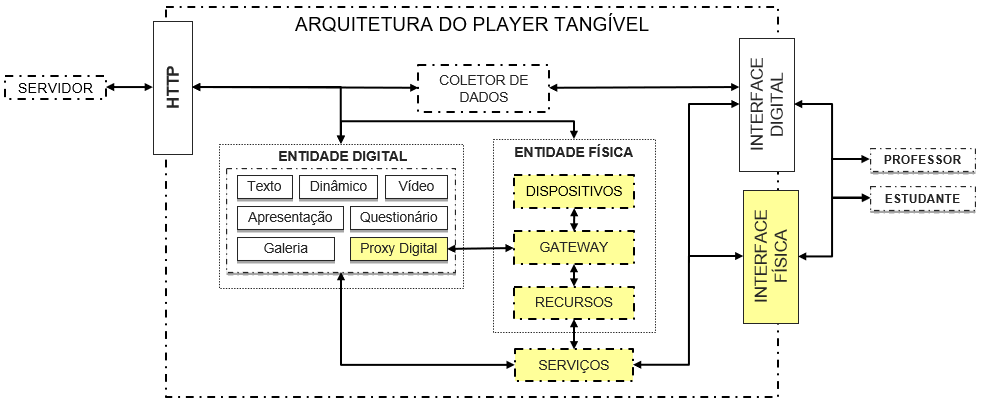 ARQUITETURA DO PLAYER TANGÍVEL
SERVIDOR
HTTP
COLETOR DE
DADOS
INTERFACE
DIGITAL
ENTIDADE DIGITAL
Texto
Dinâmico
Vídeo
Apresentação
Questionário
Galeria
Proxy Digital
ENTIDADE FÍSICA
DISPOSITIVOS
GATEWAY
RECURSOS
SERVIÇOS
INTERFACE
FÍSICA
PROFESSOR
ESTUDANTE